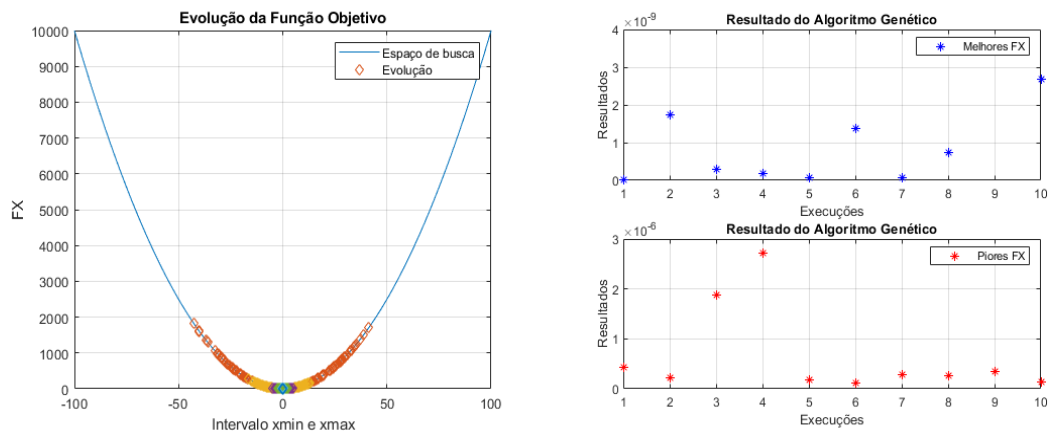 Evolução da Função Objetivo
10000
9000
8000
7000
6000
5000
4000
3000
2000
1000
0
FX
Espaço de busca
Evolução
-100 -50 0 50 100
Intervalo xmin e xmax
Resultado do Algoritmo Genético
×10^-9
4
3
2
1
0
Resultados
Melhores FX
1 2 3 4 5 6 7 8 9 10
Execuções
Resultado do Algoritmo Genético
×10^-6
3
2
1
0
Resultados
Piores FX
1 2 3 4 5 6 7 8 9 10
Execuções